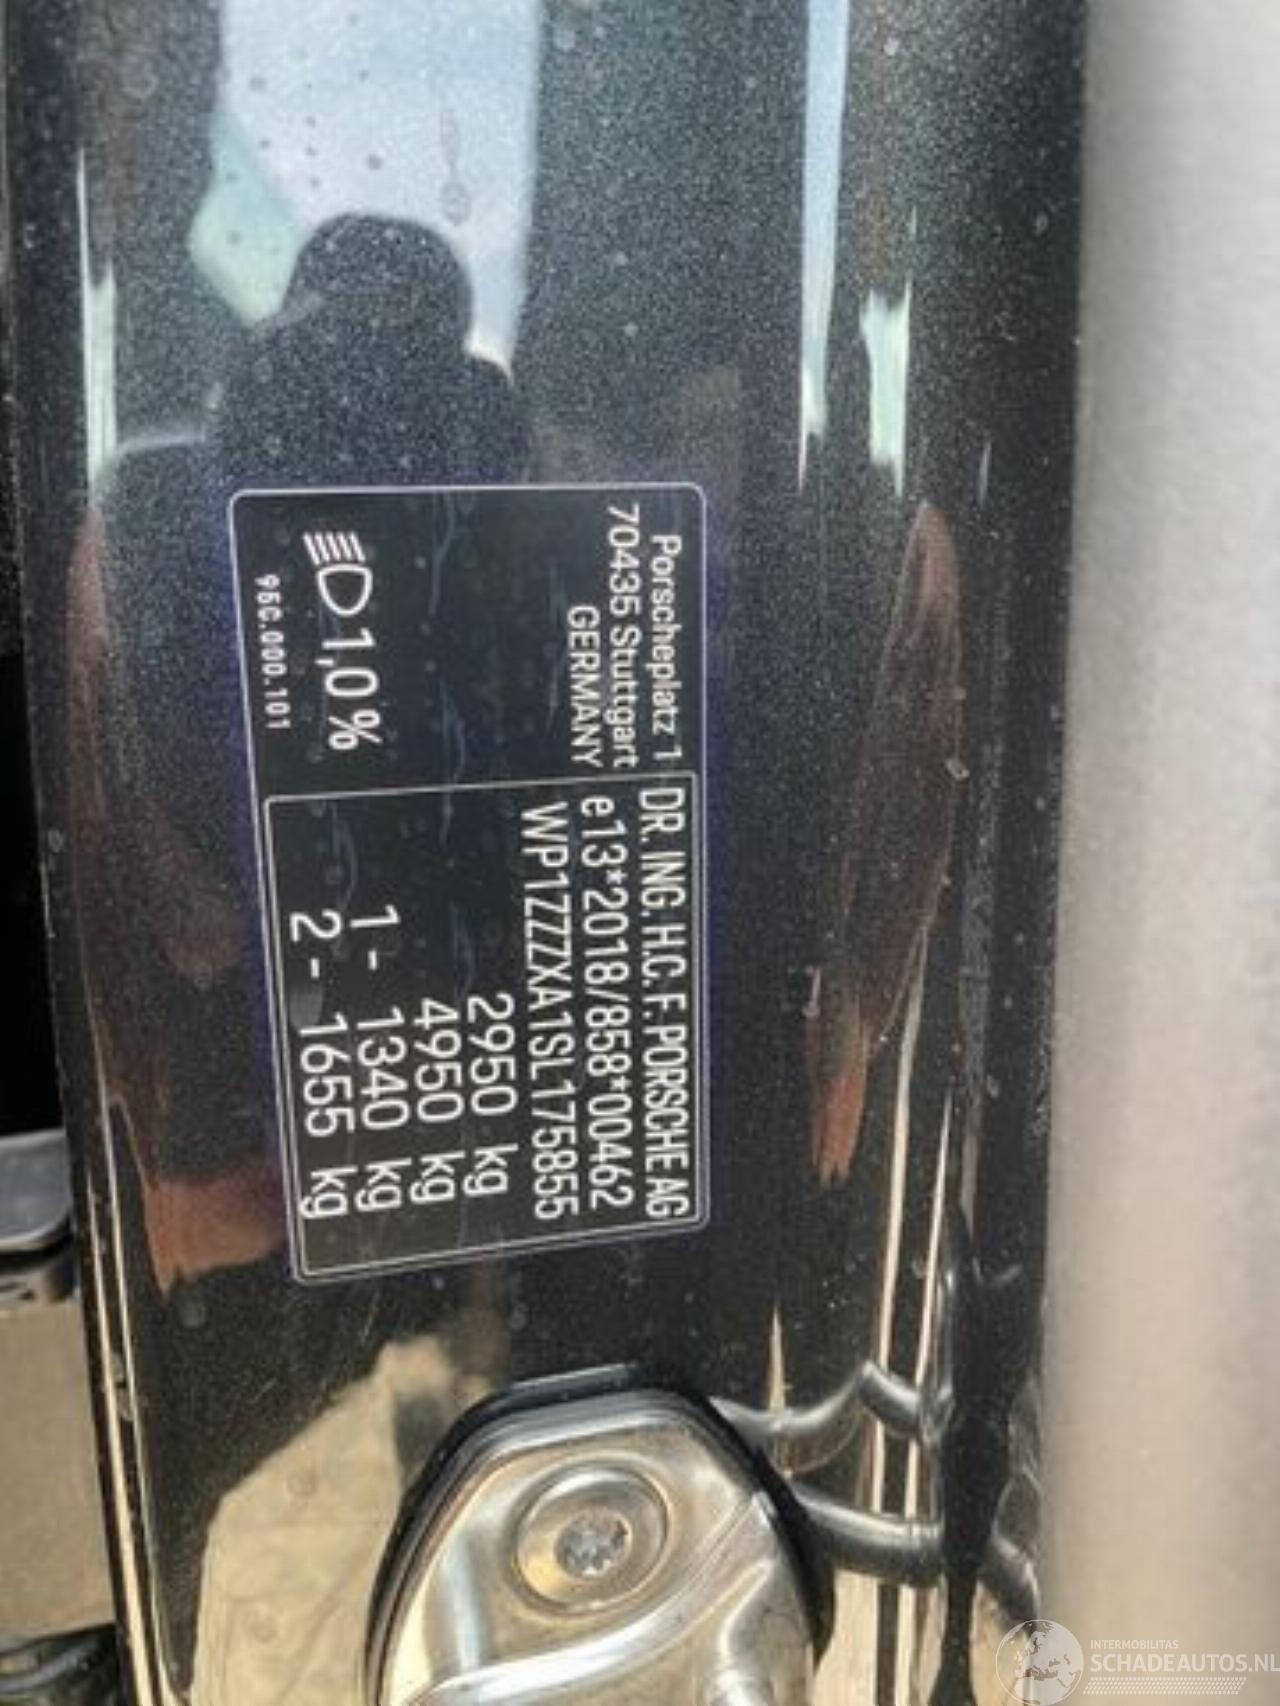 Porscheplatz 1
70435 Stuttgart
GERMANY
1,0 %
95C.000.101
DR. ING. H.C. F. PORSCHE AG
e13*2018/858*00462
WP1ZZZXA1SL175855
2950 kg
4950 kg
1 - 1340 kg
2 - 1655 kg
INTERMOBILITAS
SCHADEAUTOS.NL